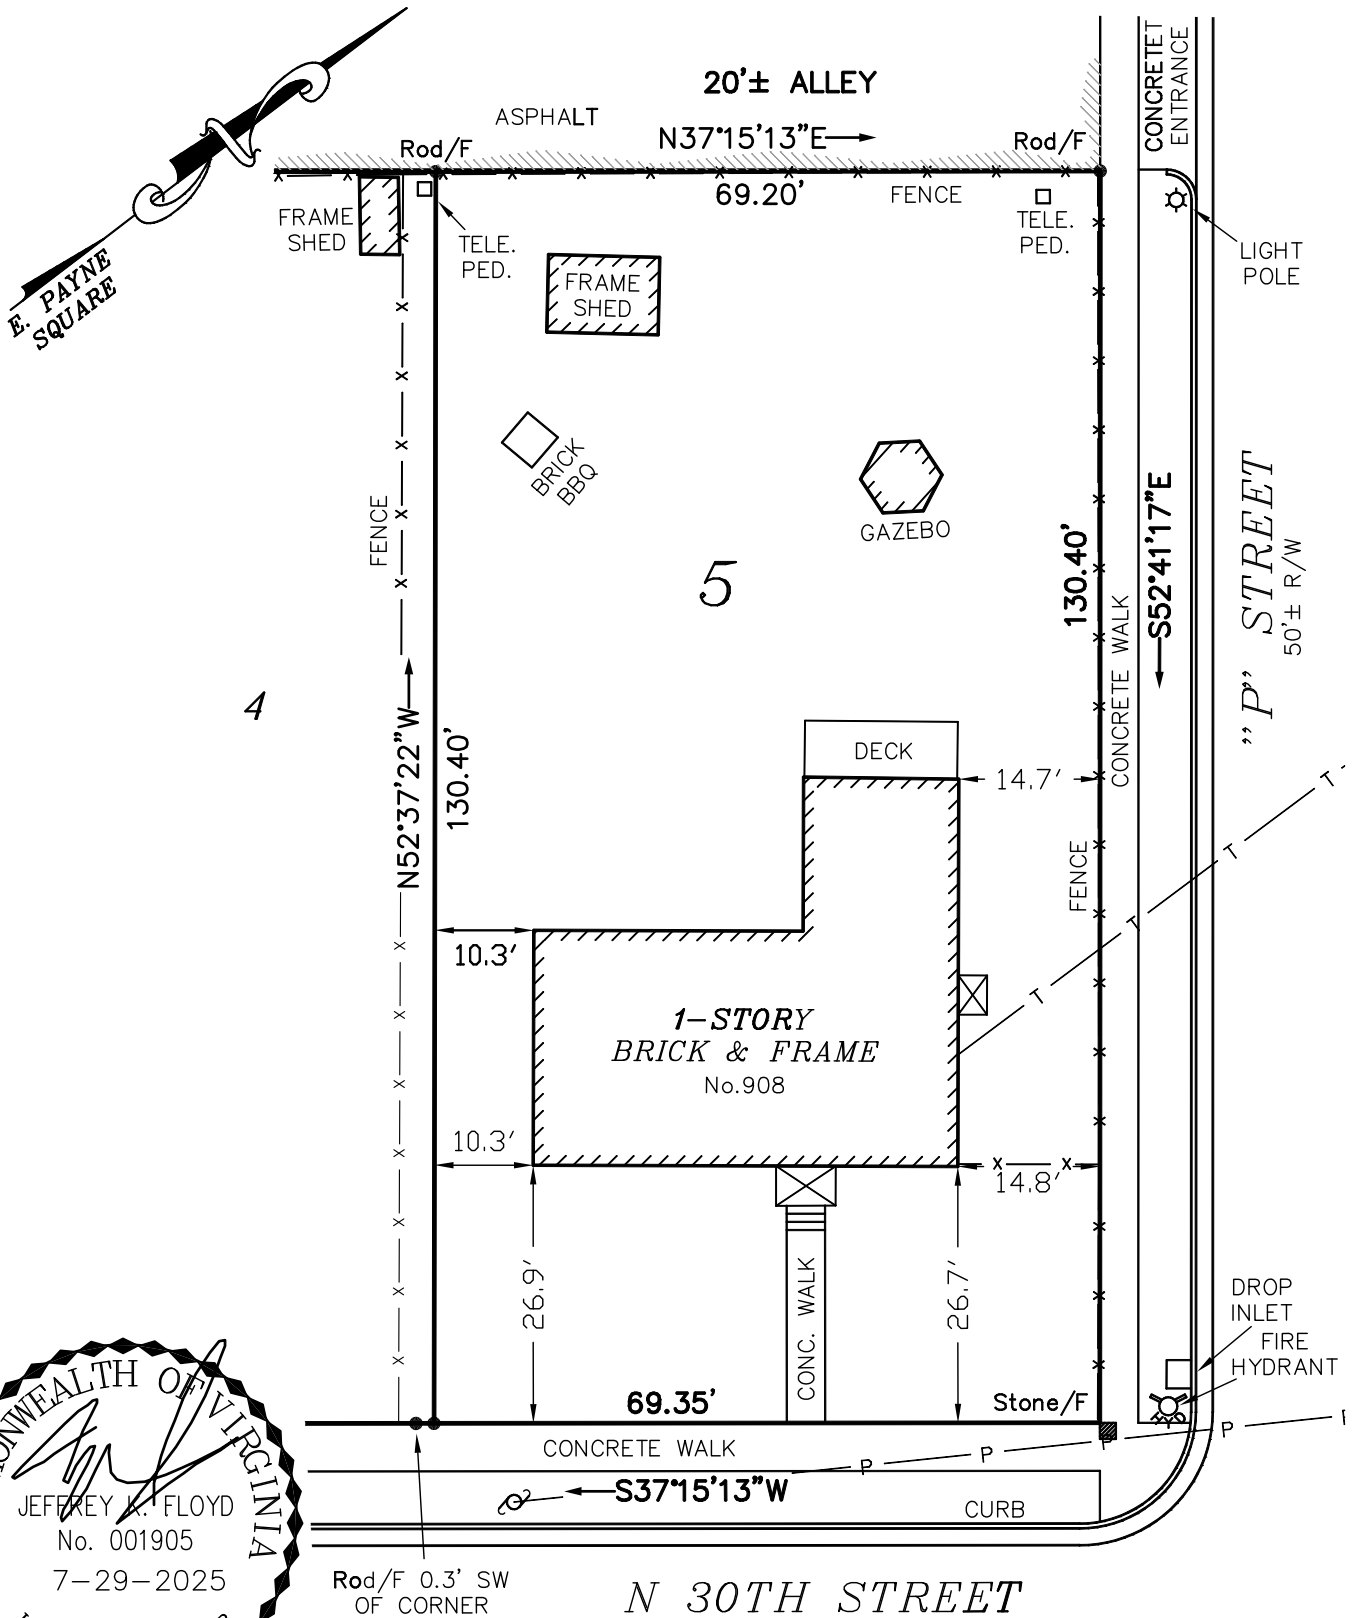 20'± ALLEY
ASPHALT
N37°15'13"E
CONCRETET
ENTRANCE
Rod/F
Rod/F
69.20'
FENCE
FRAME
SHED
TELE.
PED.
TELE.
PED.
LIGHT
POLE
E. PAYNE
SQUARE
FRAME
SHED
BRICK
BBQ
GAZEBO
FENCE
5
130.40'
S52°41'17"E
"P" STREET
50'± R/W
CONCRETE WALK
4
N52°37'22"W
130.40'
DECK
14.7'
T
T
T
T
FENCE
10.3'
1-STORY
BRICK & FRAME
No.908
10.3'
14.8'
26.9'
CONC. WALK
26.7'
DROP
INLET
FIRE
HYDRANT
69.35'
Stone/F
CONCRETE WALK
P
P
P
P
P
S37°15'13"W
CURB
OF VIRGINIA
JEFFREY K. FLOYD
No. 001905
7-29-2025
Rod/F 0.3' SW
OF CORNER
N 30TH STREET